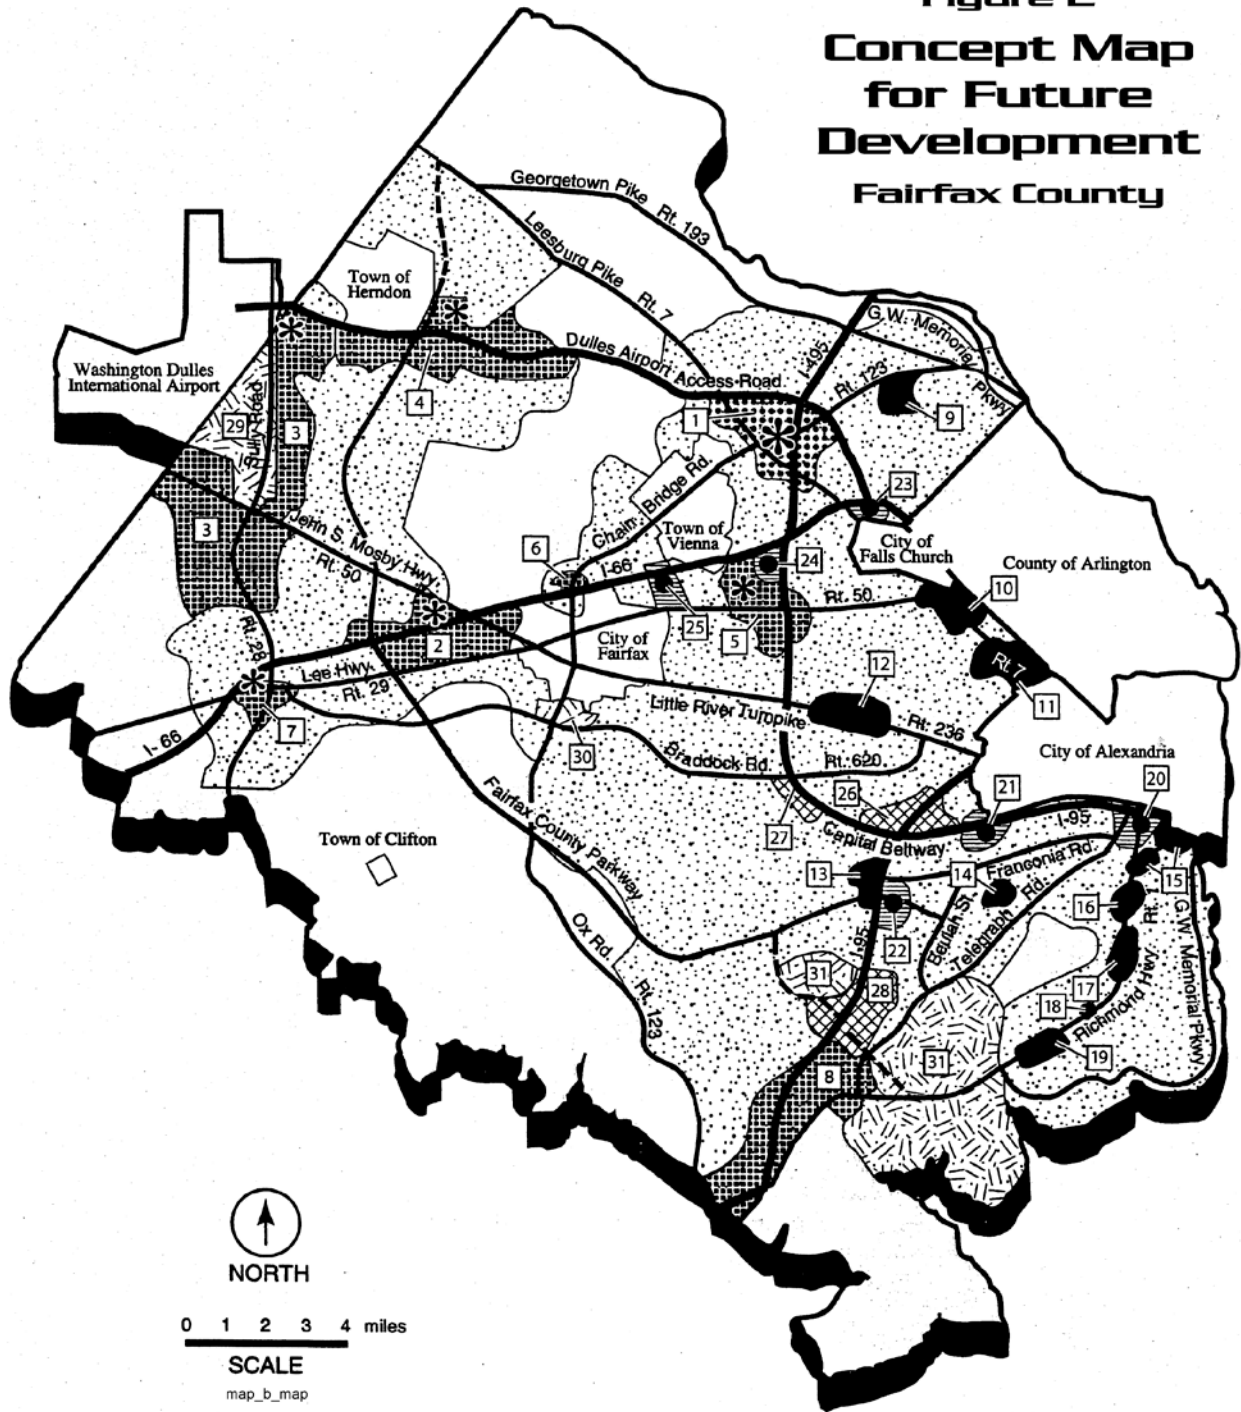 Concept Map
for Future
Development
Fairfax County
Georgetown Pike Rt. 193
Leesburg Pike Rt. 7
Town of
Herndon
G.W. Memorial
Pkwy
I-495
Rt. 123
Dulles Airport Access Road
Washington Dulles
International Airport
29
3
4
1
9
Chain Bridge Rd.
23
3
John S. Mosby Hwy.
Rt. 50
Town of
Vienna
City of
Falls Church
County of Arlington
6
I-66
24
10
Rt. 50
25
5
2
City of
Fairfax
12
Rt. 7
11
Rt. 28
Lee Hwy.
Rt. 29
Little River Turnpike
Rt. 236
7
I-66
30
Braddock Rd.
Rt. 620
City of Alexandria
20
26
21
27
Capital Beltway
I-95
Fairfax County Parkway
Town of Clifton
13
14
Franconia Rd.
15
16
Rt. 1
Beulah St.
Telegraph Rd.
G.W. Memorial Pkwy
Ox Rd.
Rt. 123
95
22
31
28
17
18
Richmond Hwy
19
31
8
NORTH
0 1 2 3 4 miles
SCALE
map_b_map